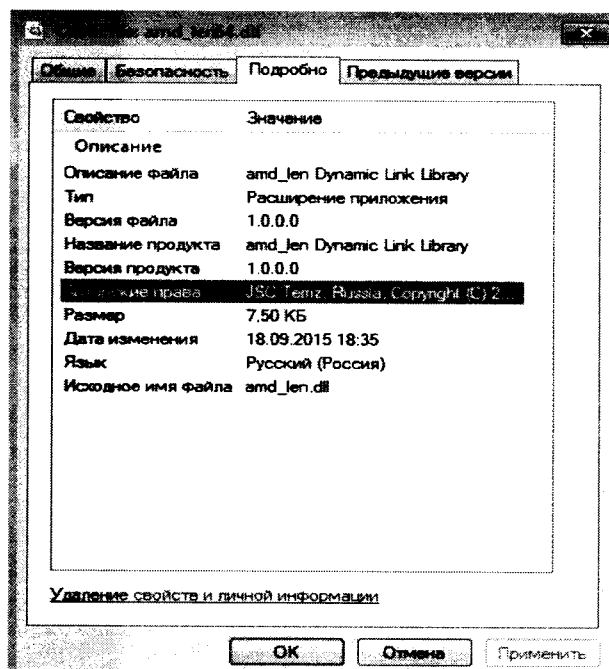 amd_len64.dll
Общие Безопасность Подробно Предыдущие версии
Свойство Значение
Описание
Описание файла amd_len Dynamic Link Library
Тип Расширение приложения
Версия файла 1.0.0.0
Название продукта amd_len Dynamic Link Library
Версия продукта 1.0.0.0
права JSC Temz, Russia, Copyright (C) 2...
Размер 7,50 КБ
Дата изменения 18.09.2015 18:35
Язык Русский (Россия)
Исходное имя файла amd_len.dll
Удаление свойств и личной информации
ОК Отмена Применить